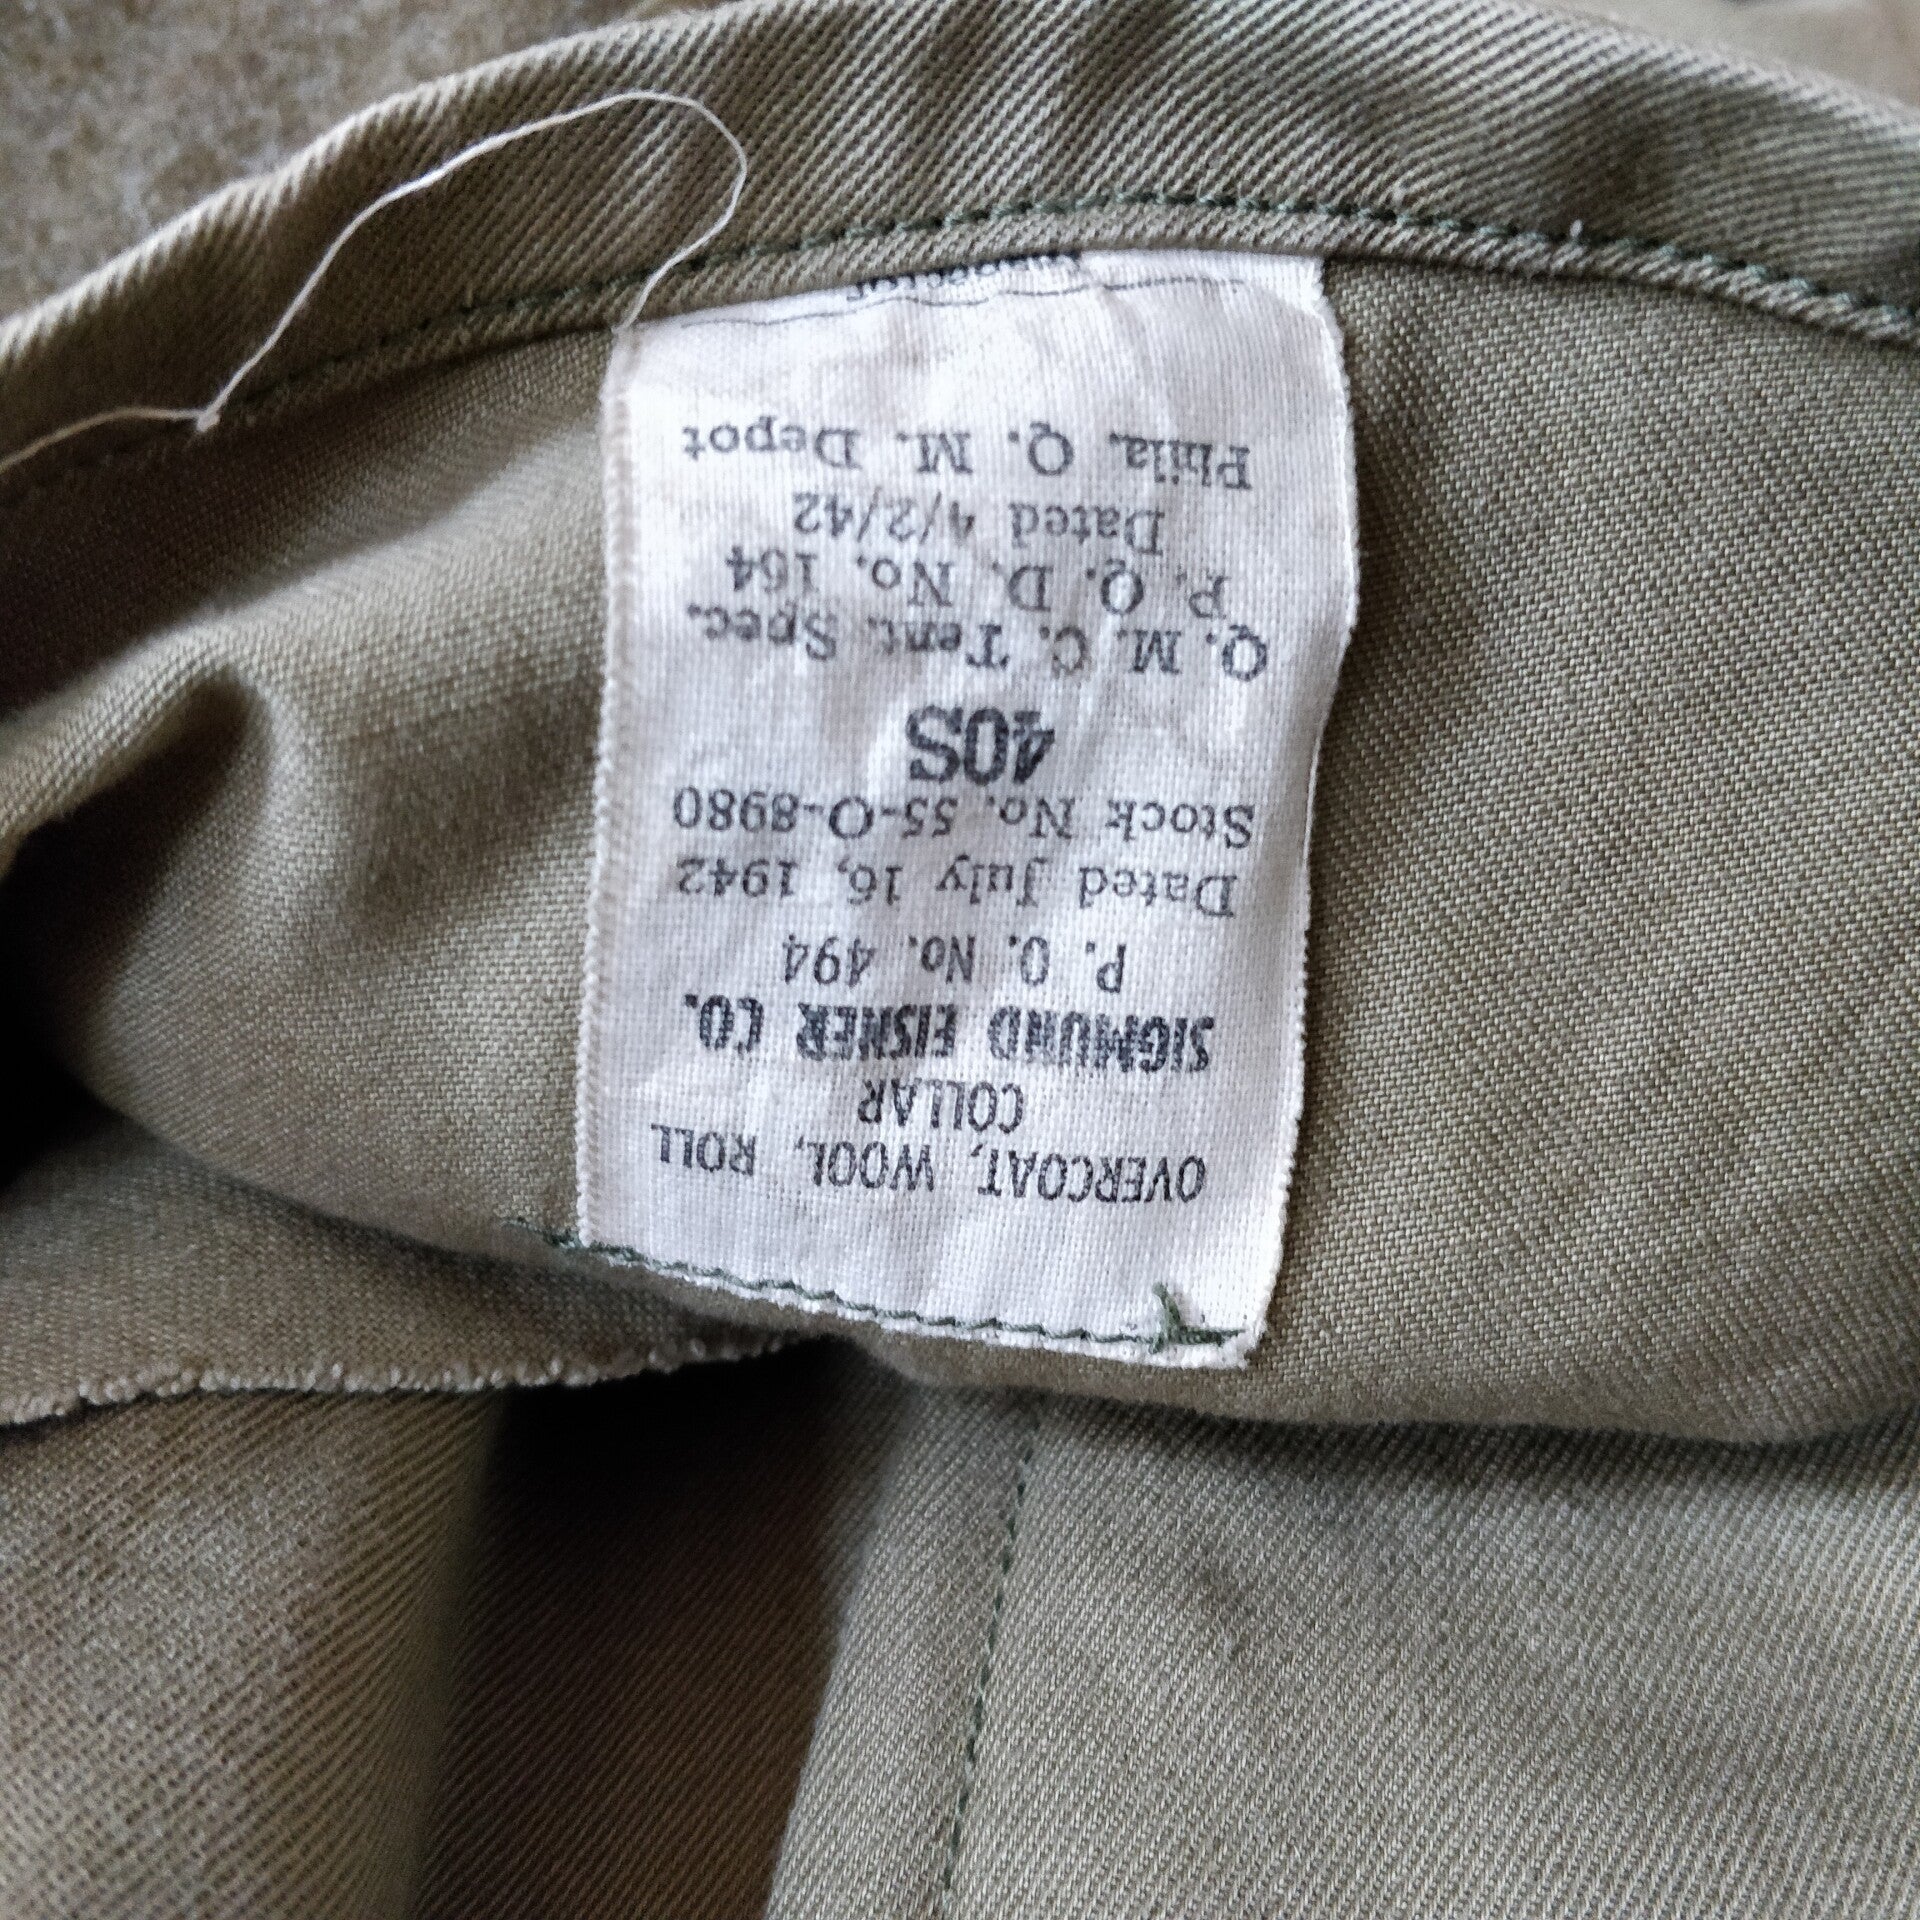 OVERCOAT, WOOL, ROLL
COLLAR
SIGMUND EISNER CO.
P. O. No. 494
Dated July 16, 1942
Stock No. 55-O-8980
40S
Q. M. C. Tent. Spec.
P. Q. D. No. 164
Dated 4/2/42
Phila. Q. M. Depot
Inspector